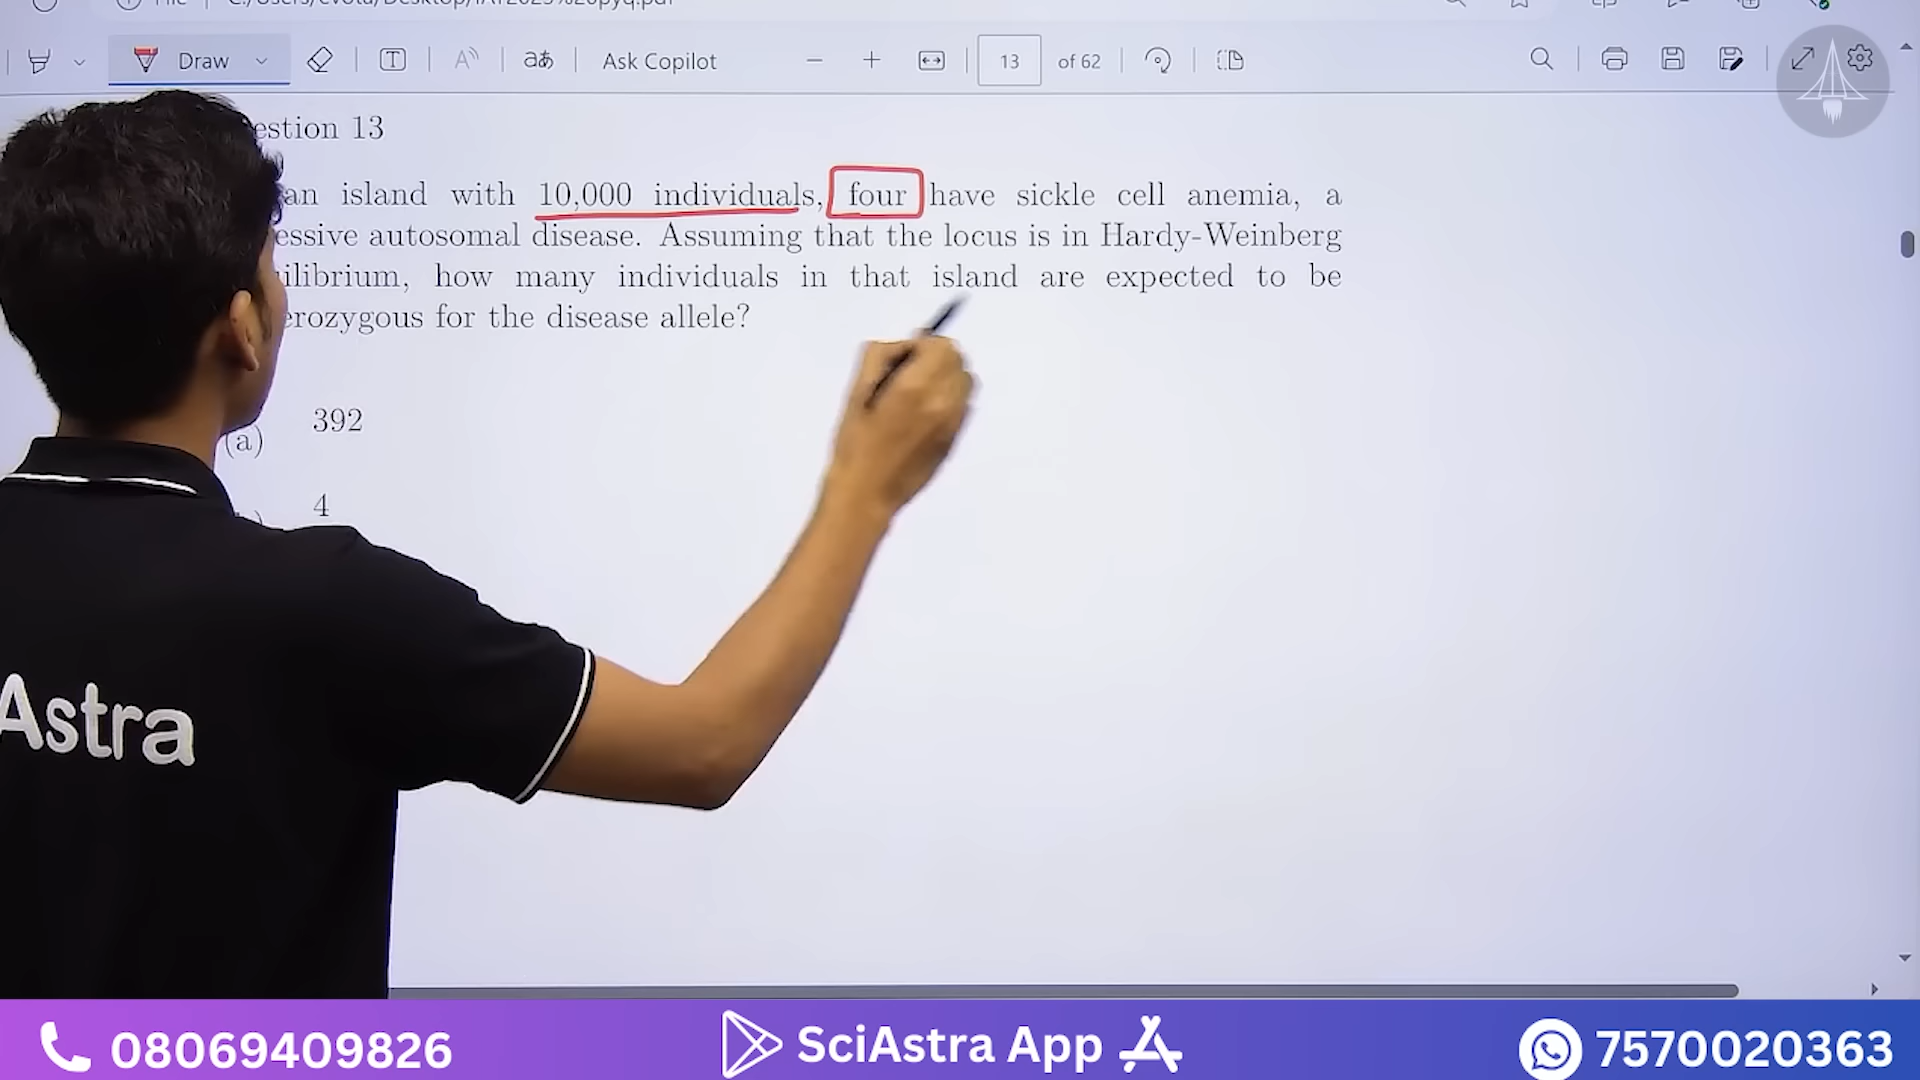 Draw
aあ
Ask Copilot
13
of 62
estion 13
an island with 10,000 individuals, four have sickle cell anemia, a
essive autosomal disease. Assuming that the locus is in Hardy-Weinberg
ilibrium, how many individuals in that island are expected to be
erozygous for the disease allele?
(a) 392
4
Astra
08069409826
SciAstra App
7570020363